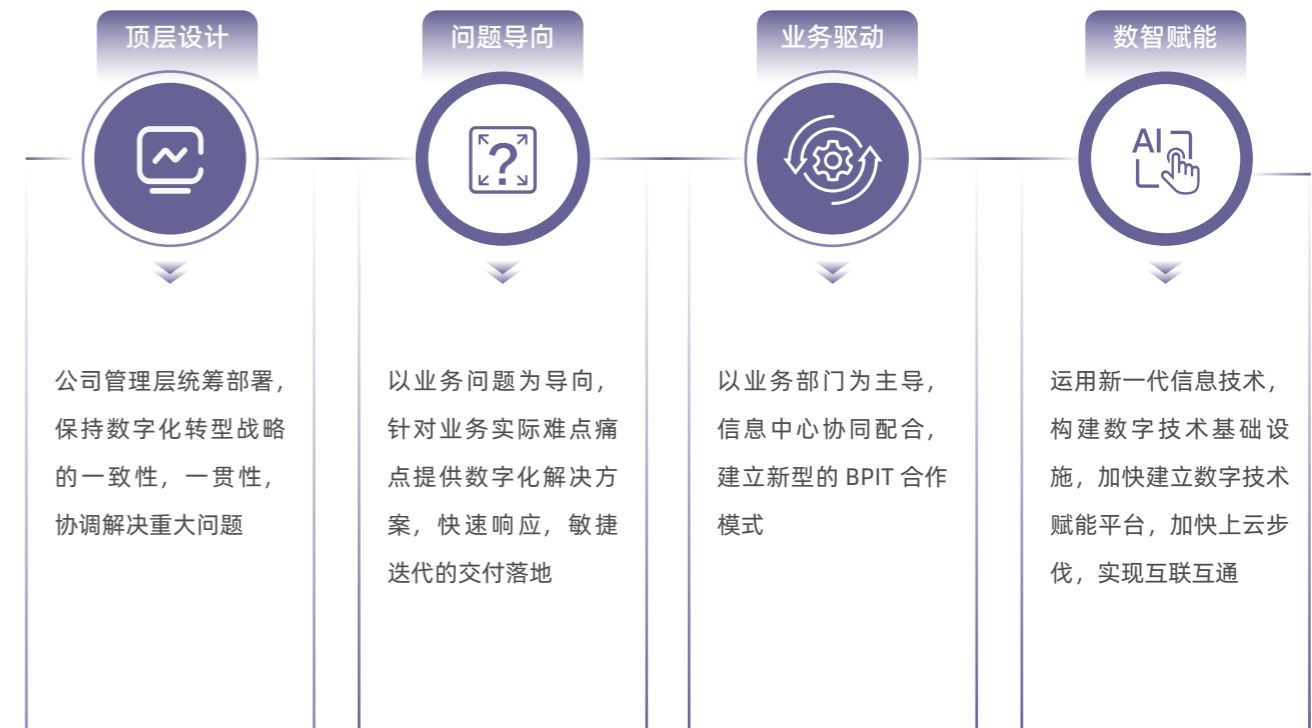 顶层设计
公司管理层统筹部署，
保持数字化转型战略
的一致性，一贯性，
协调解决重大问题
问题导向
以业务问题为导向，
针对业务实际难点痛
点提供数字化解决方
案，快速响应，敏捷
迭代的交付落地
业务驱动
以业务部门为主导，
信息中心协同配合，
建立新型的 BPIT 合作
模式
数智赋能
AI
运用新一代信息技术，
构建数字技术基础设
施，加快建立数字技术
赋能平台，加快上云步
伐，实现互联互通